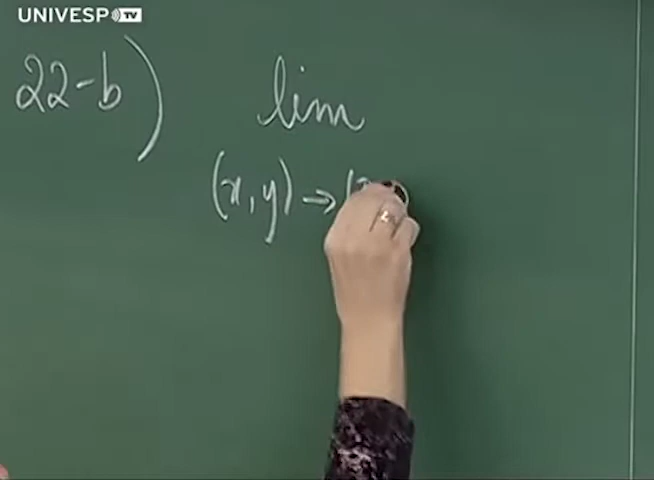 UNIVESP TV
22-b) lim
(x,y) → (